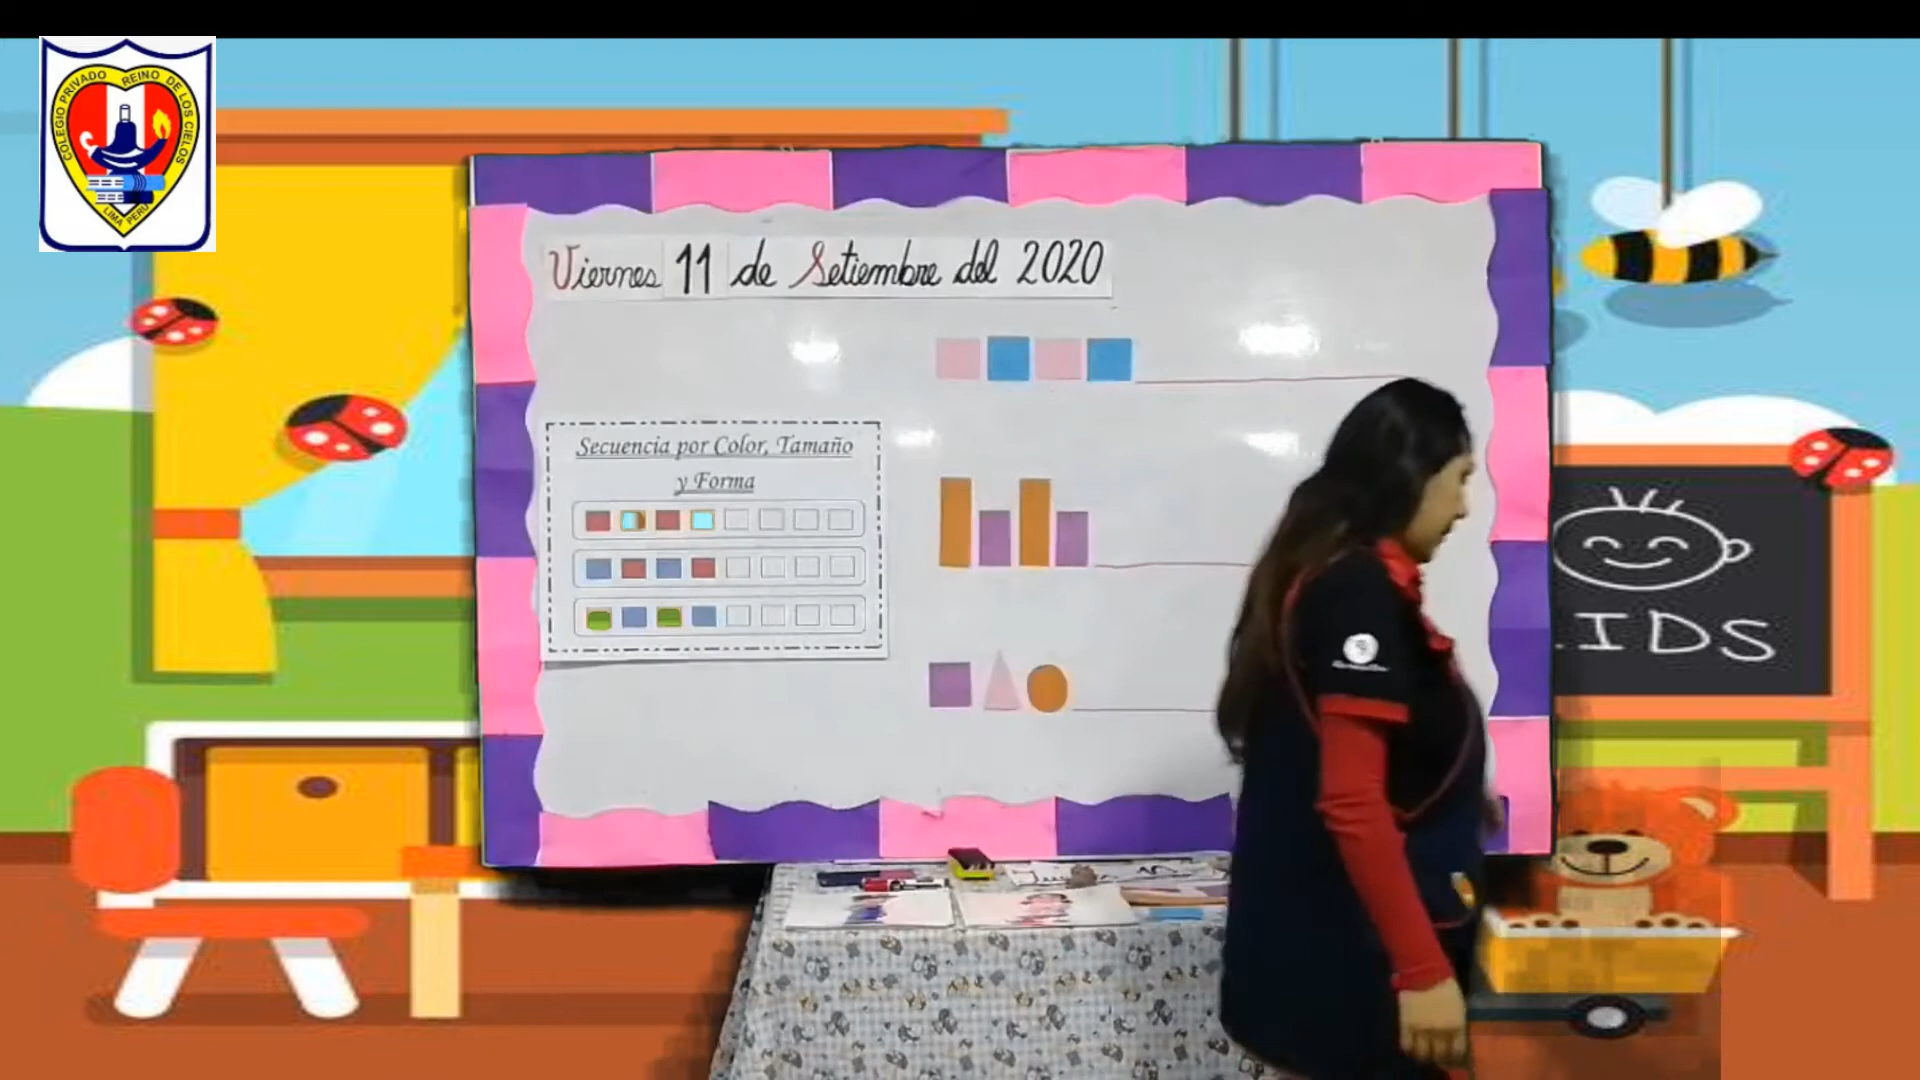 COLEGIO PRIVADO REINO DE LOS CIELOS
LIMA PERU
Viernes 11 de Setiembre del 2020
Secuencia por Color, Tamaño
y Forma
IDS